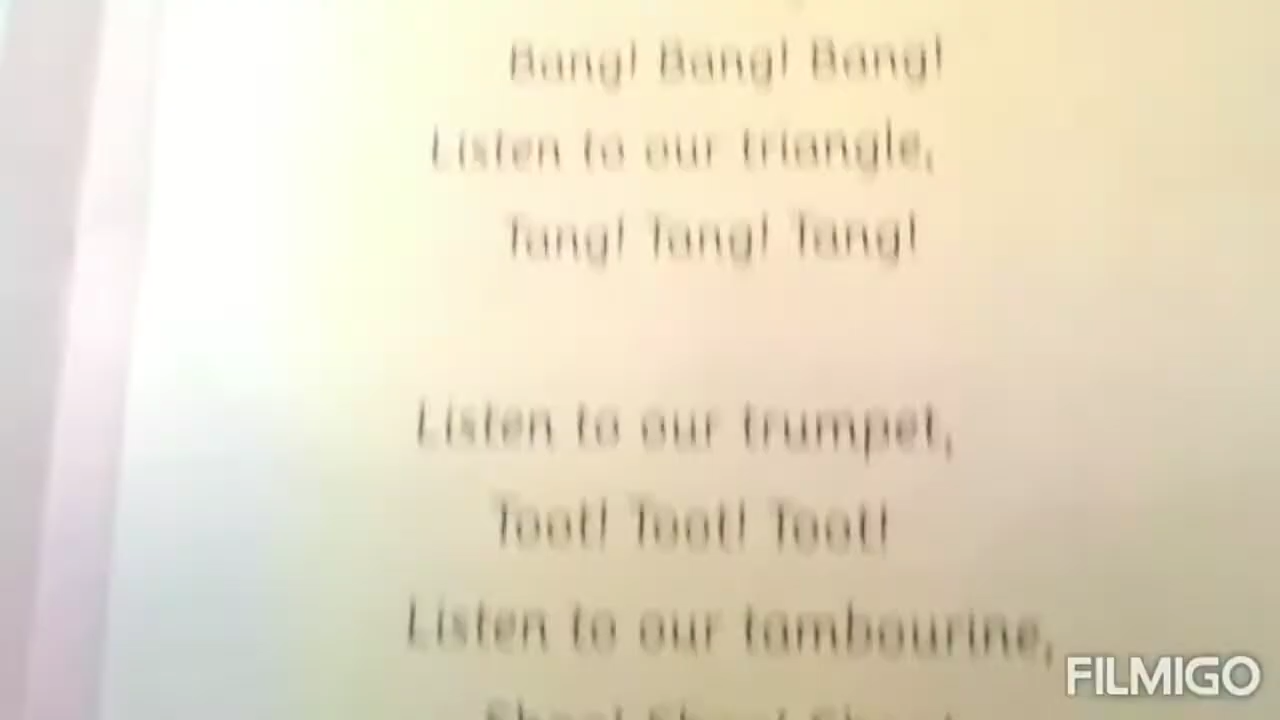 Bang! Bang! Bang!
Listen to our triangle,
Tang! Tang! Tang!
Listen to our trumpet,
Toot! Toot! Toot!
Listen to our tambourine,
FILMIGO